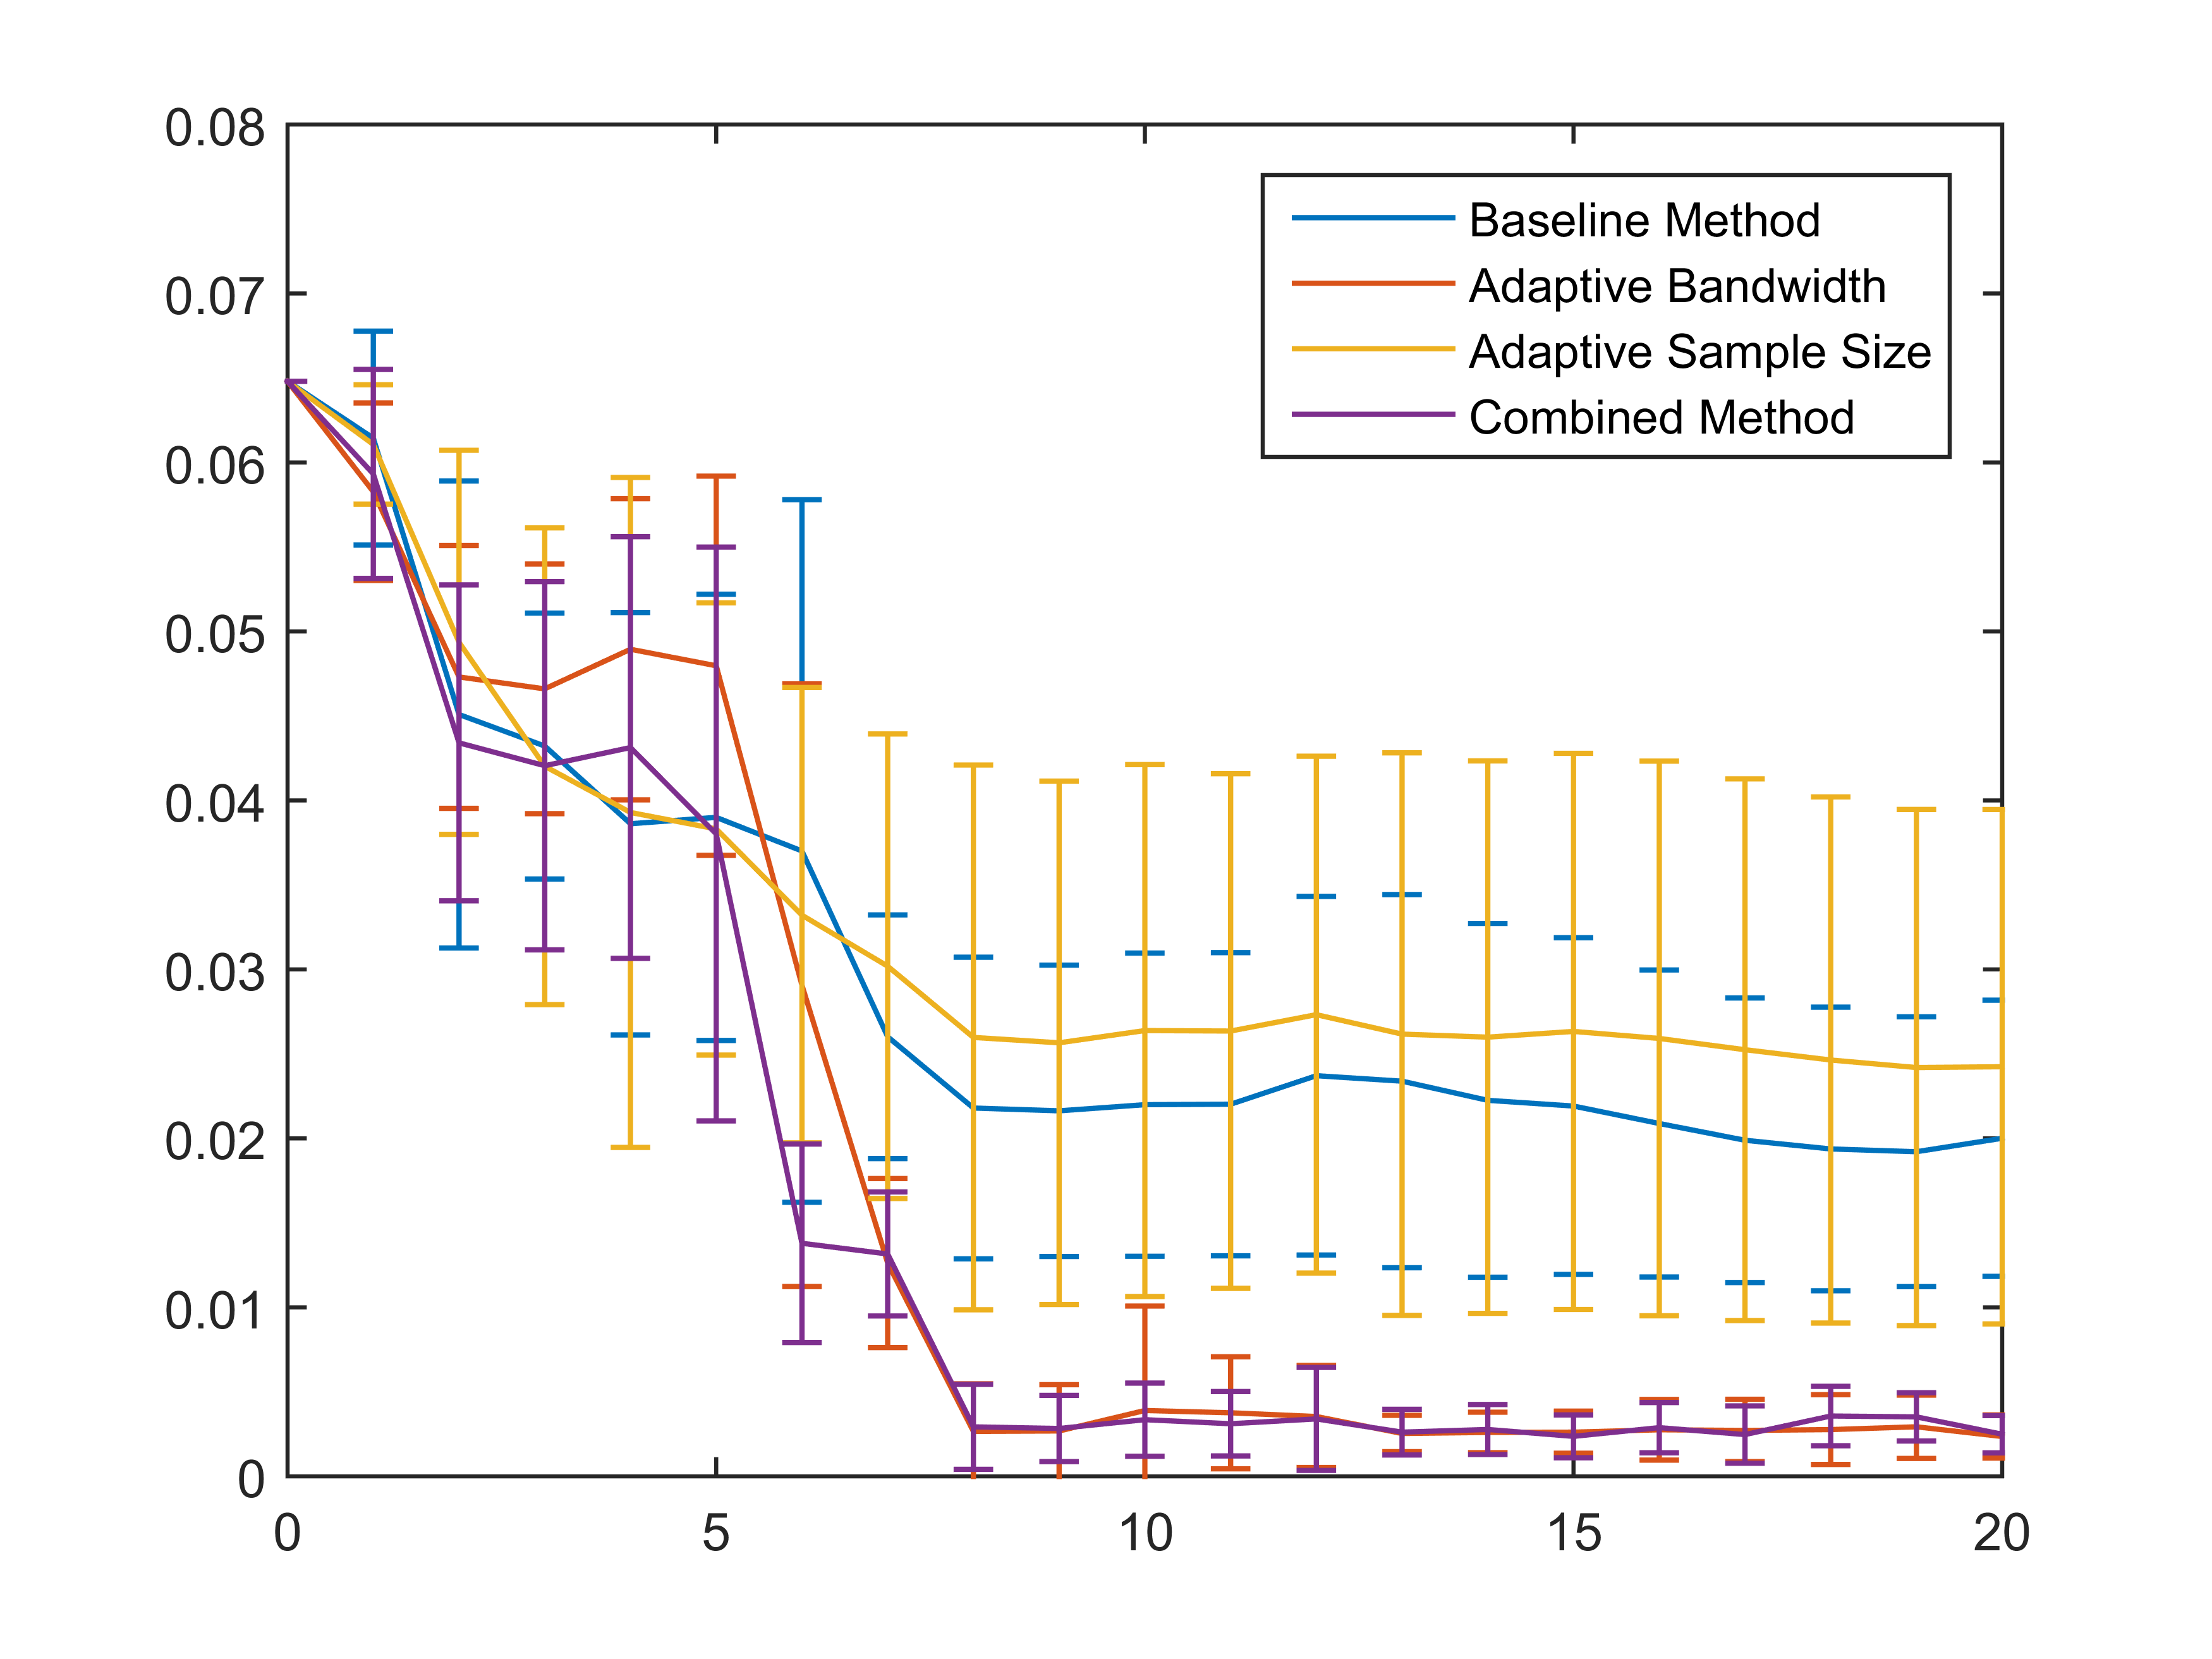 0.08
0.07
0.06
0.05
0.04
0.03
0.02
0.01
0
0 5 10 15 20
Baseline Method
Adaptive Bandwidth
Adaptive Sample Size
Combined Method